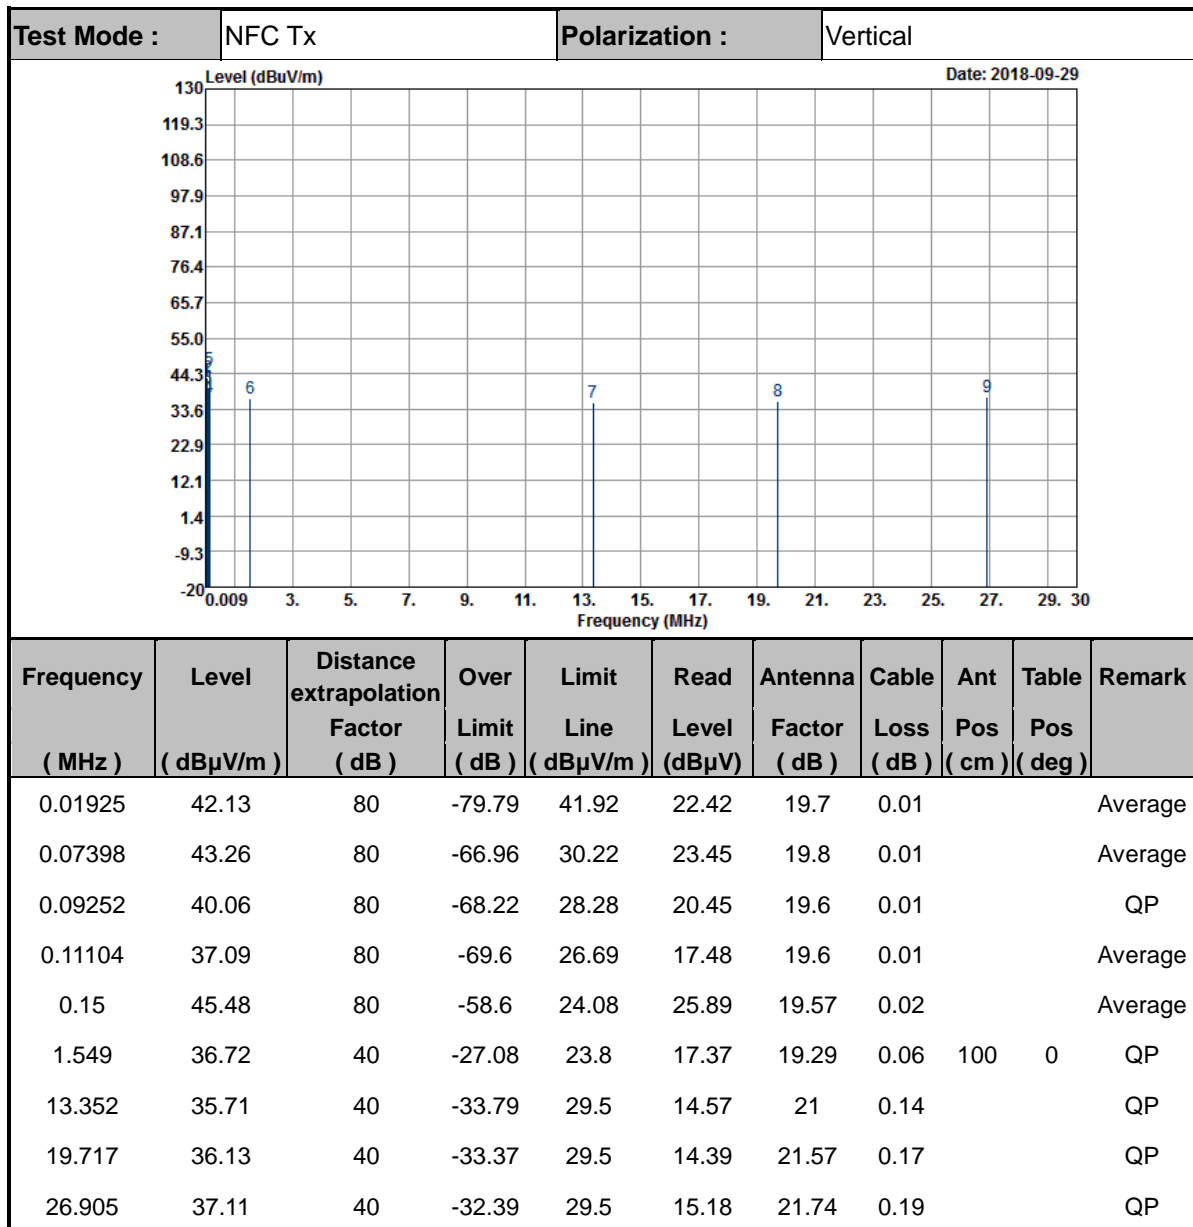 Test Mode : NFC Tx Polarization : Vertical
Level (dBuV/m) Date: 2018-09-29
130
119.3
108.6
97.9
87.1
76.4
65.7
55.0
44.3
33.6
22.9
12.1
1.4
-9.3
-20
5
4
6
7
8
9
0.009 3. 5. 7. 9. 11. 13. 15. 17. 19. 21. 23. 25. 27. 29. 30
Frequency (MHz)
Frequency Level Distance extrapolation Over Limit Read Antenna Cable Ant Table Remark
Factor Limit Line Level Factor Loss Pos Pos
( MHz ) ( dBµV/m ) ( dB ) ( dB ) ( dBµV/m ) (dBµV) ( dB ) ( dB ) ( cm ) ( deg )
0.01925 42.13 80 -79.79 41.92 22.42 19.7 0.01 Average
0.07398 43.26 80 -66.96 30.22 23.45 19.8 0.01 Average
0.09252 40.06 80 -68.22 28.28 20.45 19.6 0.01 QP
0.11104 37.09 80 -69.6 26.69 17.48 19.6 0.01 Average
0.15 45.48 80 -58.6 24.08 25.89 19.57 0.02 Average
1.549 36.72 40 -27.08 23.8 17.37 19.29 0.06 100 0 QP
13.352 35.71 40 -33.79 29.5 14.57 21 0.14 QP
19.717 36.13 40 -33.37 29.5 14.39 21.57 0.17 QP
26.905 37.11 40 -32.39 29.5 15.18 21.74 0.19 QP